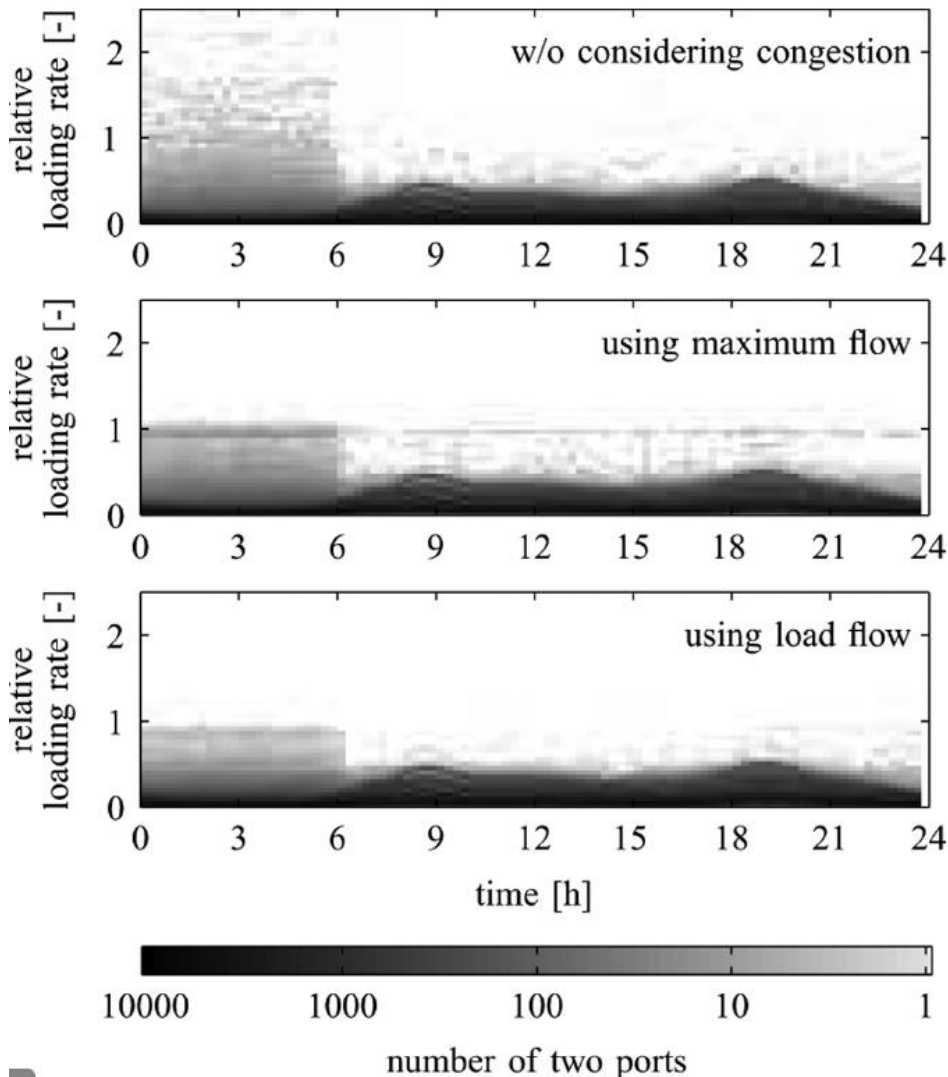 relative
loading rate [-]
2
1
0
w/o considering congestion
0 3 6 9 12 15 18 21 24
relative
loading rate [-]
2
1
0
using maximum flow
0 3 6 9 12 15 18 21 24
relative
loading rate [-]
2
1
0
using load flow
0 3 6 9 12 15 18 21 24
time [h]
10000 1000 100 10 1
number of two ports